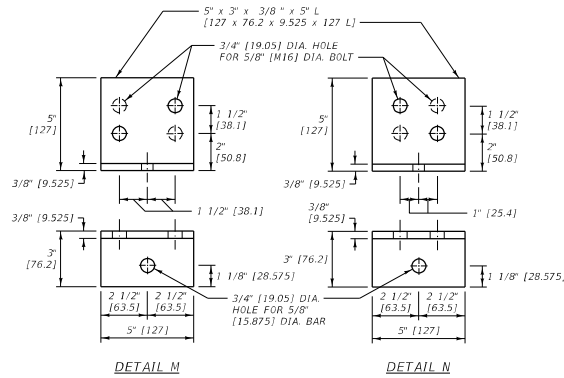 5" x 3" x 3/8 " x 5" L
[127 x 76.2 x 9.525 x 127 L]
3/4" [19.05] DIA. HOLE
FOR 5/8" [M16] DIA. BOLT
5"
[127]
1 1/2"
[38.1]
2"
[50.8]
3/8" [9.525]
1 1/2" [38.1]
3/8" [9.525]
3"
[76.2]
1 1/8" [28.575]
2 1/2"
[63.5]
2 1/2"
[63.5]
5" [127]
3/4" [19.05] DIA.
HOLE FOR 5/8"
[15.875] DIA. BAR
5"
[127]
1 1/2"
[38.1]
2"
[50.8]
3/8" [9.525]
1" [25.4]
3/8"
[9.525]
3"
[76.2]
1 1/8" [28.575]
2 1/2"
[63.5]
2 1/2"
[63.5]
5" [127]
DETAIL M
DETAIL N